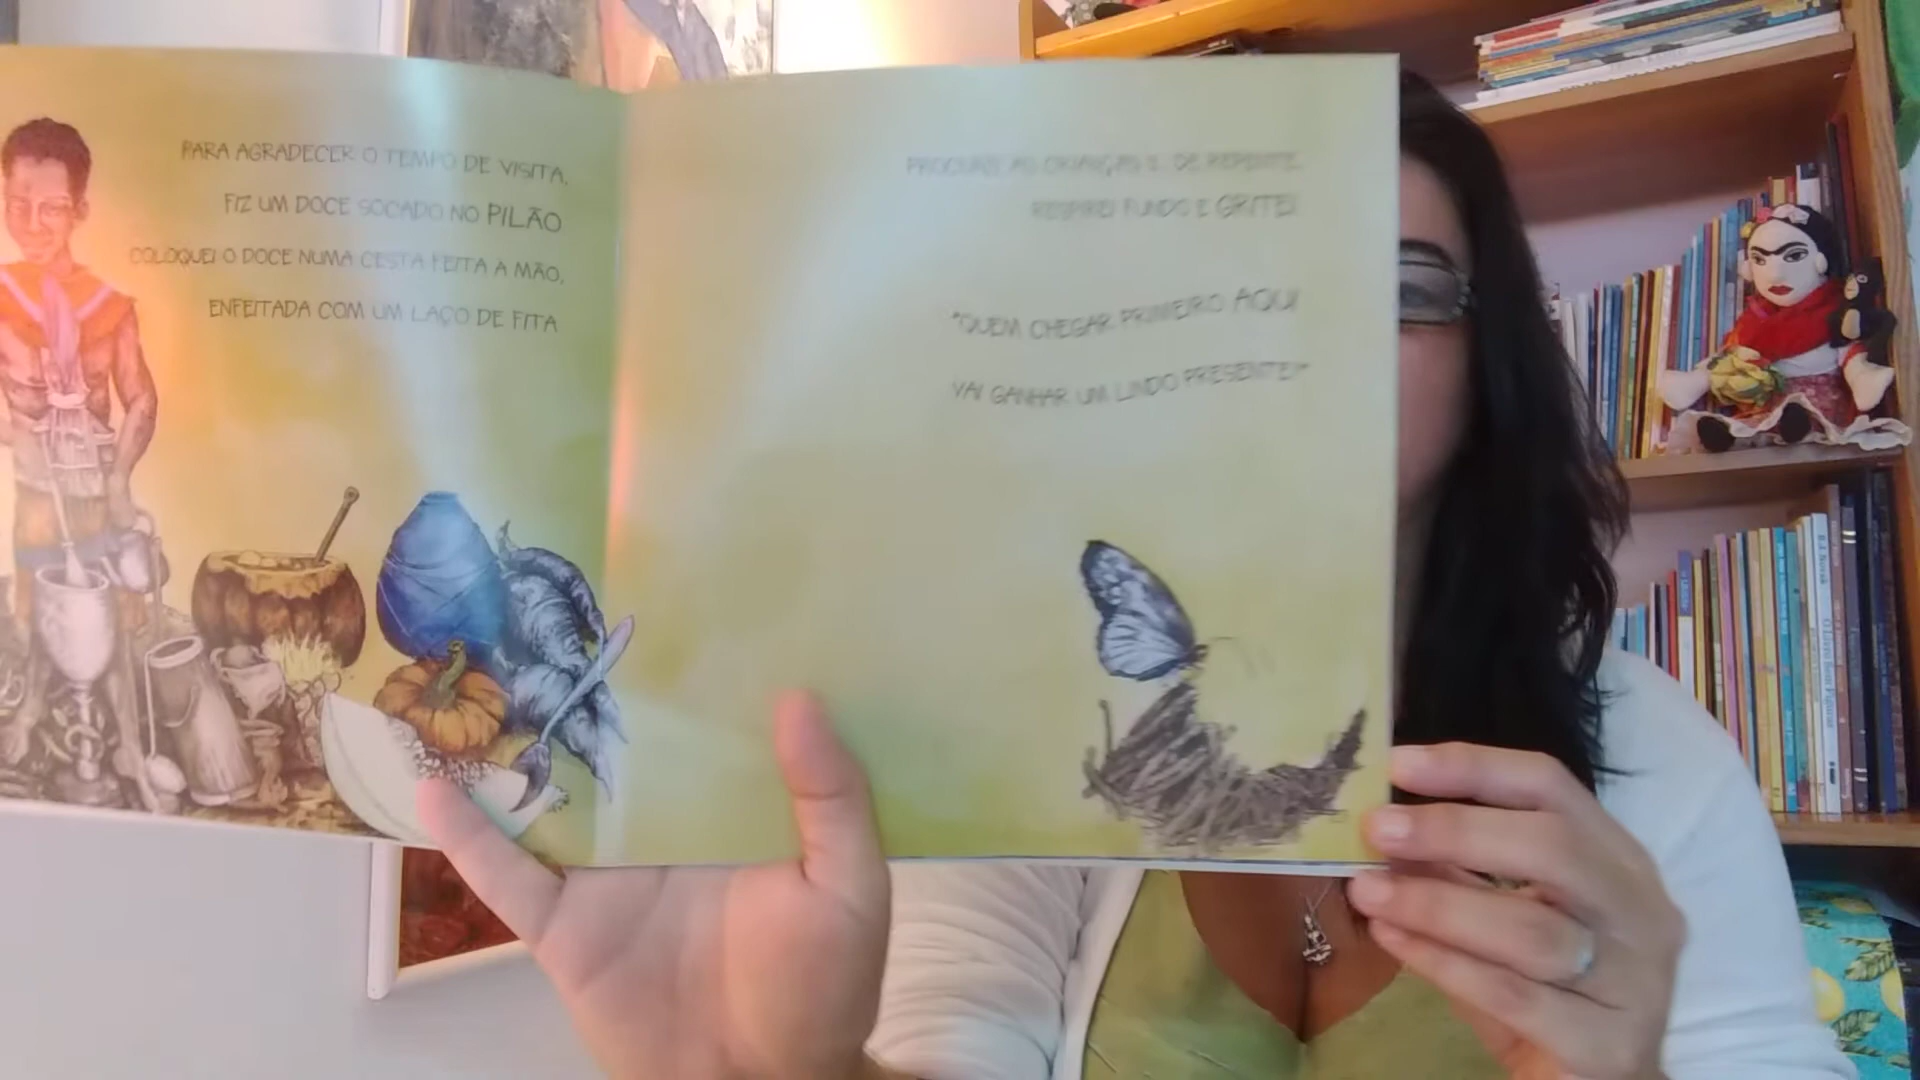 PARA AGRADECER O TEMPO DE VISITA,
FIZ UM DOCE SOCADO NO PILÃO
COLOQUEI O DOCE NUMA CESTA FEITA À MÃO,
ENFEITADA COM UM LAÇO DE FITA
PROCUREI AS CRIANÇAS E, DE REPENTE,
RESPIREI FUNDO E GRITEI:
"QUEM CHEGAR PRIMEIRO AQUI
VAI GANHAR UM LINDO PRESENTE!"